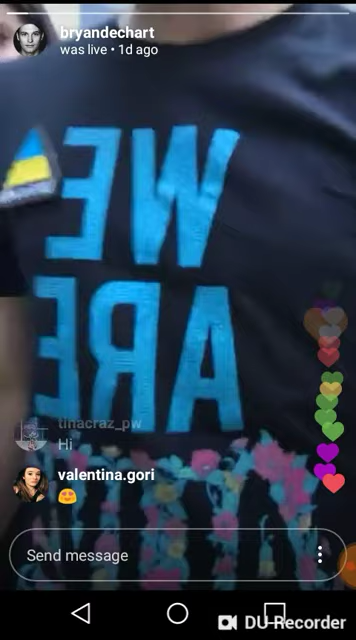 bryandechart
was live • 1d ago
WE
ARE
tinacraz_pw
Hi
valentina.gori
😍
Send message
DU Recorder